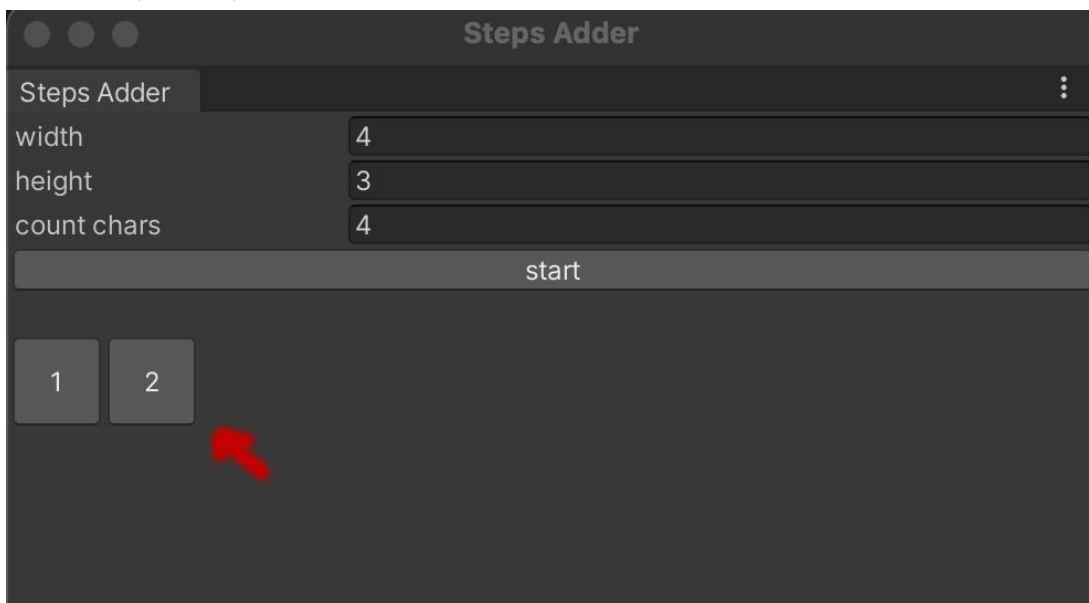 Steps Adder
Steps Adder
width 4
height 3
count chars 4
start
1 2